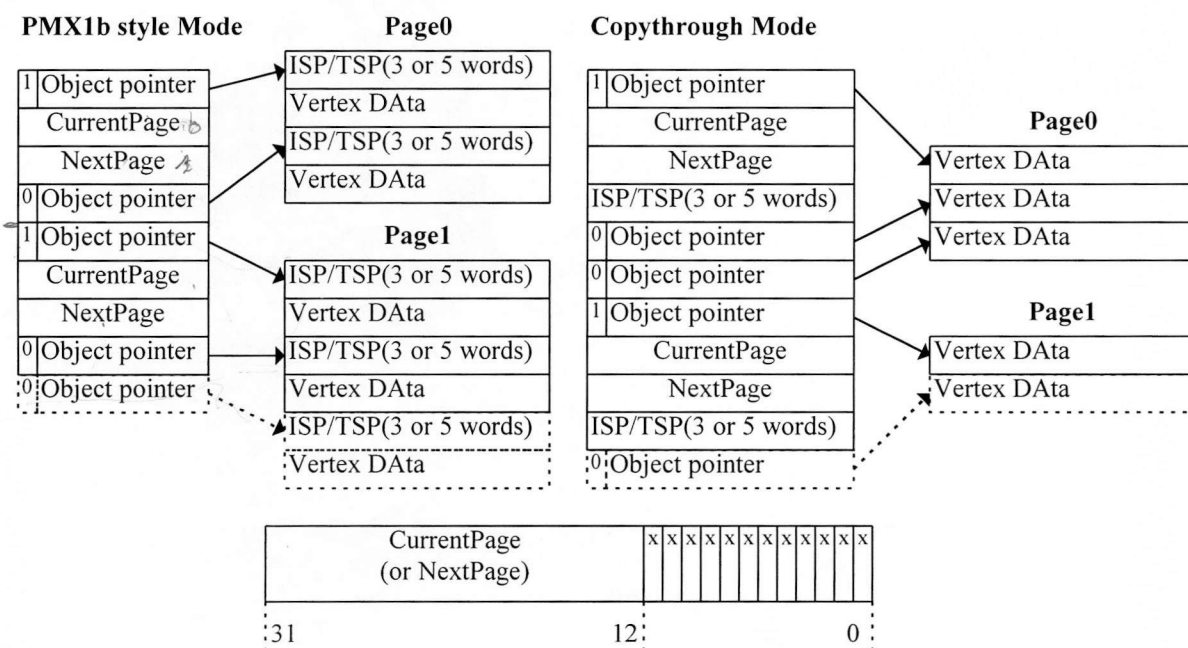 PMX1b style Mode
1 Object pointer
CurrentPage
NextPage
0 Object pointer
1 Object pointer
CurrentPage
NextPage
0 Object pointer
0 Object pointer
Page0
ISP/TSP(3 or 5 words)
Vertex DAta
ISP/TSP(3 or 5 words)
Vertex DAta
Page1
ISP/TSP(3 or 5 words)
Vertex DAta
ISP/TSP(3 or 5 words)
Vertex DAta
ISP/TSP(3 or 5 words)
Vertex DAta
Copythrough Mode
1 Object pointer
CurrentPage
NextPage
ISP/TSP(3 or 5 words)
0 Object pointer
0 Object pointer
1 Object pointer
CurrentPage
NextPage
ISP/TSP(3 or 5 words)
0 Object pointer
Page0
Vertex DAta
Vertex DAta
Vertex DAta
Page1
Vertex DAta
Vertex DAta
CurrentPage
(or NextPage)
x x x x x x x x x x x x
31 12 0